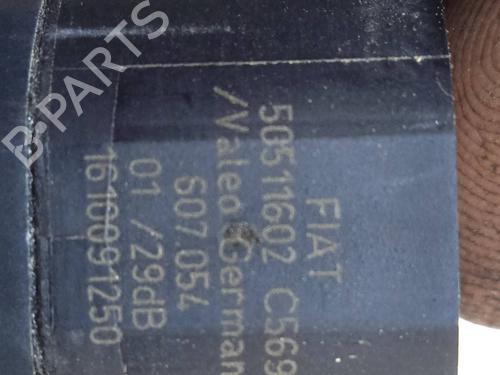 FIAT
50511602 C569
/Valeo/German
607.054
01 /29dB
1610091250
B-PARTS